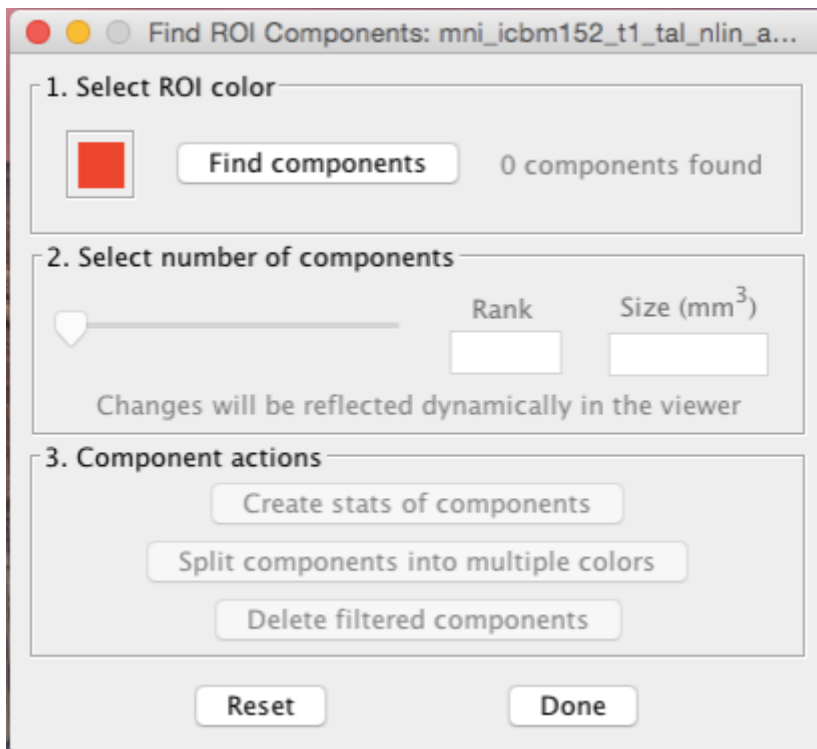 Find ROI Components: mni_icbm152_t1_tal_nlin_a...
1. Select ROI color
Find components 0 components found
2. Select number of components
Rank Size (mm³)
Changes will be reflected dynamically in the viewer
3. Component actions
Create stats of components
Split components into multiple colors
Delete filtered components
Reset Done